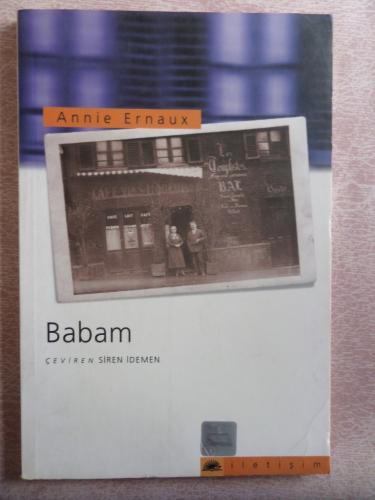 Annie Ernaux
BAL
Babam
ÇEVİREN SİREN İDEMEN
iletişim